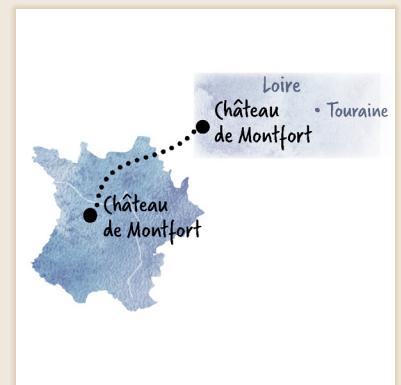 Loire
Château
de Montfort
• Touraine
Château
de Montfort